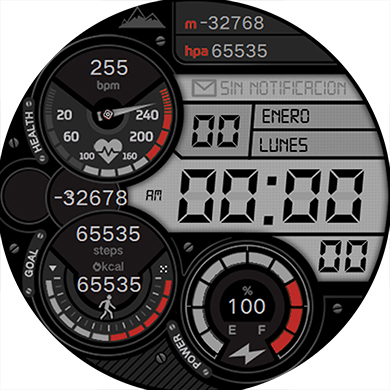 m -32768
hpa 65535
255
bpm
20 240
60 200
100 160
HEALTH
SIN NOTIFICACION
00 ENERO
LUNES
-32678
AM 00:00
00
65535
steps
kcal
65535
GOAL
%
100
E F
POWER